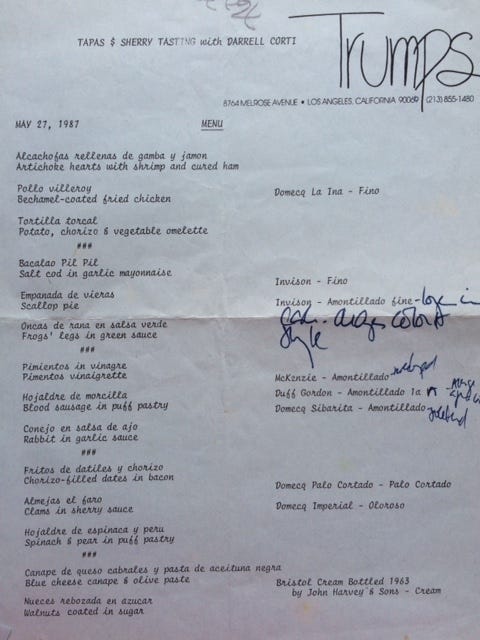 TAPAS $ SHERRY TASTING with DARRELL CORTI
Trumps
8764 MELROSE AVENUE • LOS ANGELES, CALIFORNIA 90069 (213) 855-1480
MAY 27, 1987
MENU
Alcachofas rellenas de gamba y jamon
Artichoke hearts with shrimp and cured ham
Pollo villeroy
Bechamel-coated fried chicken
Domecq La Ina - Fino
Tortilla torcal
Potato, chorizo & vegetable omelette
###
Bacalao Pil Pil
Salt cod in garlic mayonnaise
Invison - Fino
Empanada de vieras
Scallop pie
Invison - Amontillado fine
Oncas de rana en salsa verde
Frogs' legs in green sauce
style
###
Pimientos in vinagre
Pimentos vinaigrette
McKenzie - Amontillado
Hojaldre de morcilla
Blood sausage in puff pastry
Duff Gordon - Amontillado 1a
Domecq Sibarita - Amontillado
Conejo en salsa de ajo
Rabbit in garlic sauce
###
Fritos de datiles y chorizo
Chorizo-filled dates in bacon
Domecq Palo Cortado - Palo Cortado
Almejas el faro
Clams in sherry sauce
Domecq Imperial - Oloroso
Hojaldre de espinaca y peru
Spinach & pear in puff pastry
###
Canape de queso cabrales y pasta de aceituna negra
Blue cheese canape & olive paste
Bristol Cream Bottled 1963
by John Harvey & Sons - Cream
Nueces rebozada en azucar
Walnuts coated in sugar